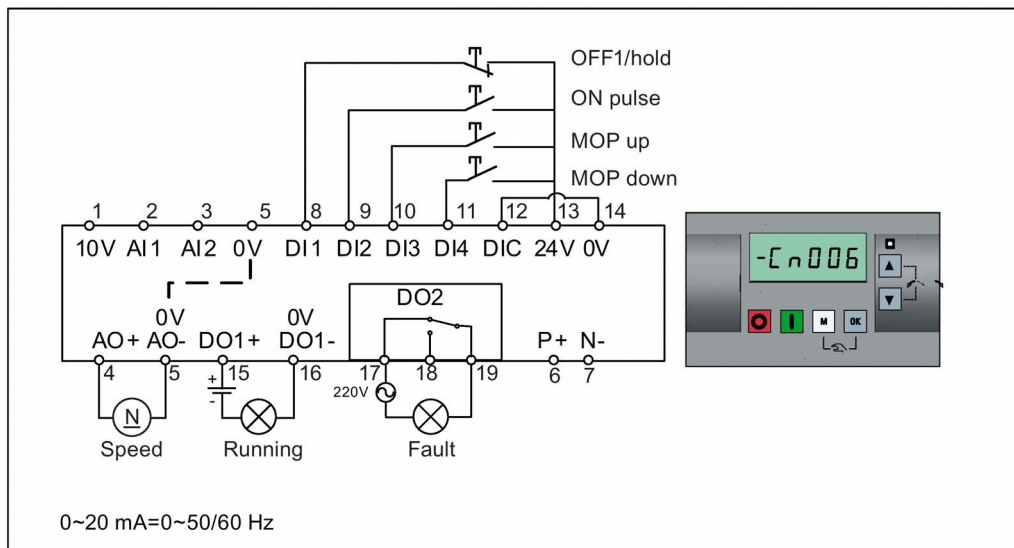 OFF1/hold
ON pulse
MOP up
MOP down
1 2 3 5 8 9 10 11 12 13 14
10V AI1 AI2 0V DI1 DI2 DI3 DI4 DIC 24V 0V
-Cn006
DO2
0V 0V
AO+ AO- DO1+ DO1- P+ N-
M OK
4 5 15 16 17 18 19 6 7
+
-
220V
N
Speed Running Fault
0~20 mA=0~50/60 Hz